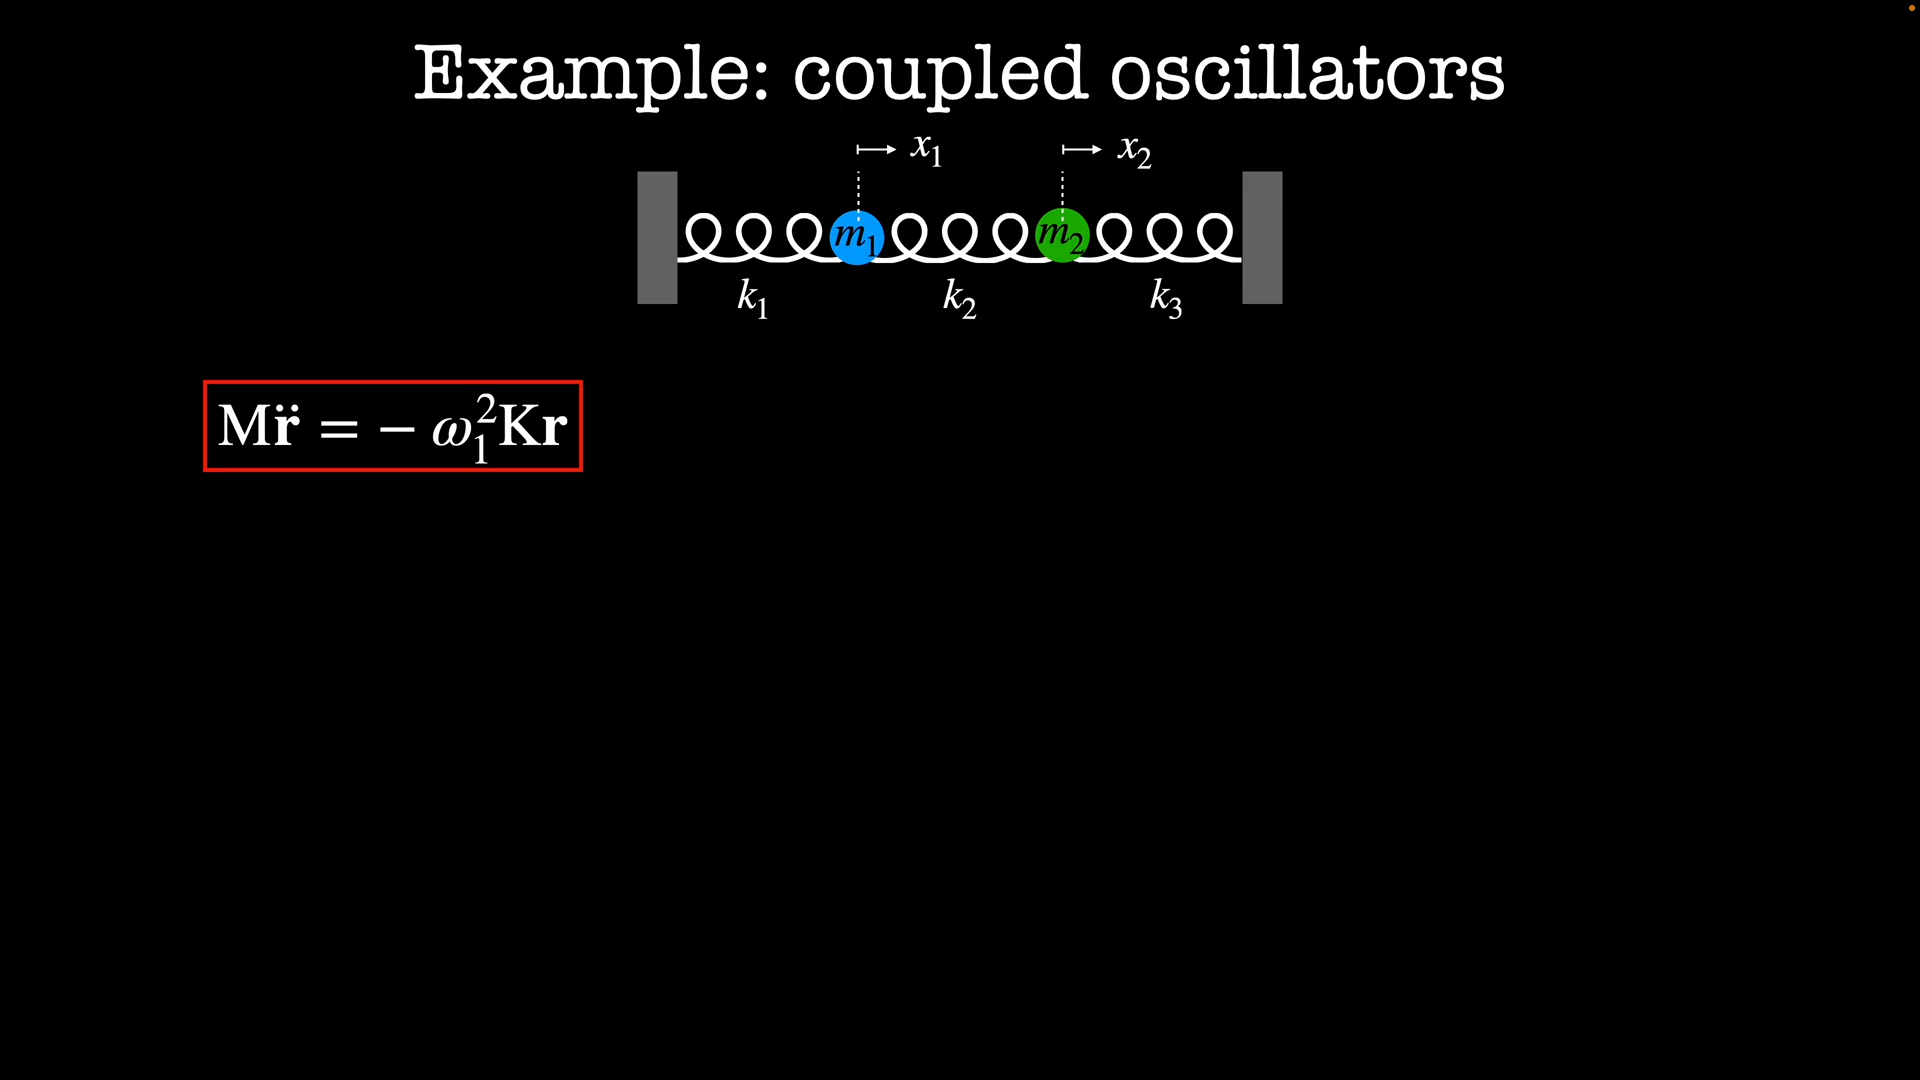 Example: coupled oscillators
x₁ x₂
m₁ m₂
k₁ k₂ k₃
Mr̈ = − ω₁²Kr